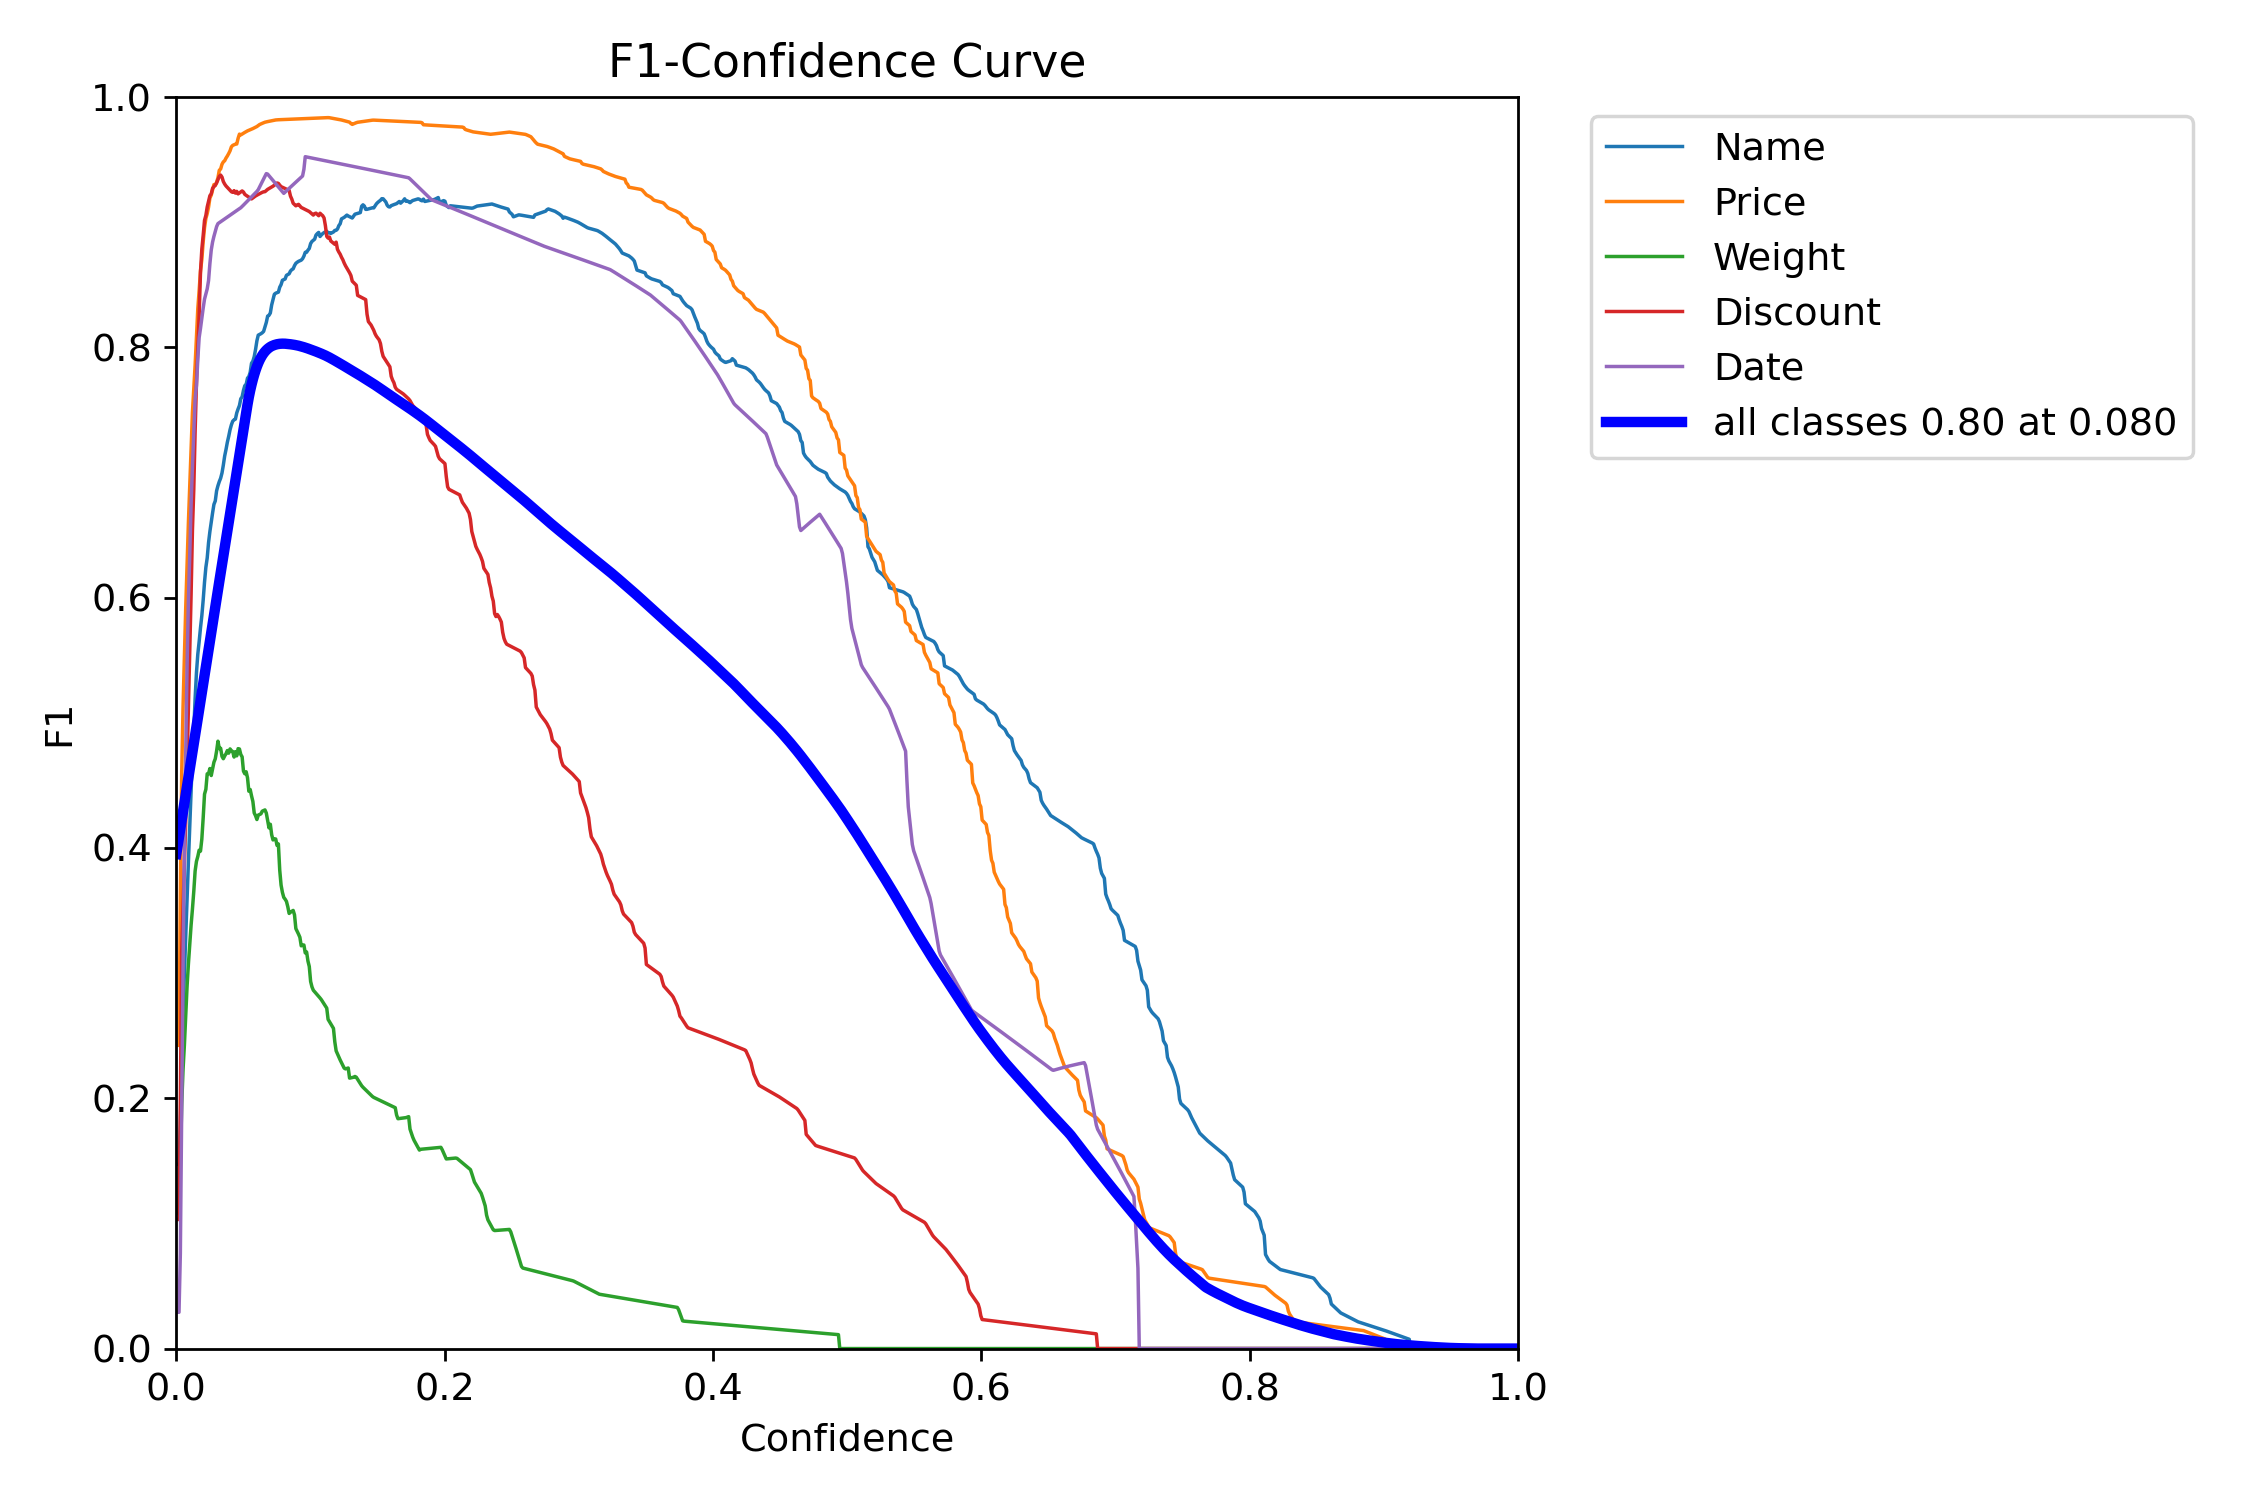 F1-Confidence Curve
1.0
0.8
0.6
0.4
0.2
0.0
F1
0.0 0.2 0.4 0.6 0.8 1.0
Confidence
Name
Price
Weight
Discount
Date
all classes 0.80 at 0.080